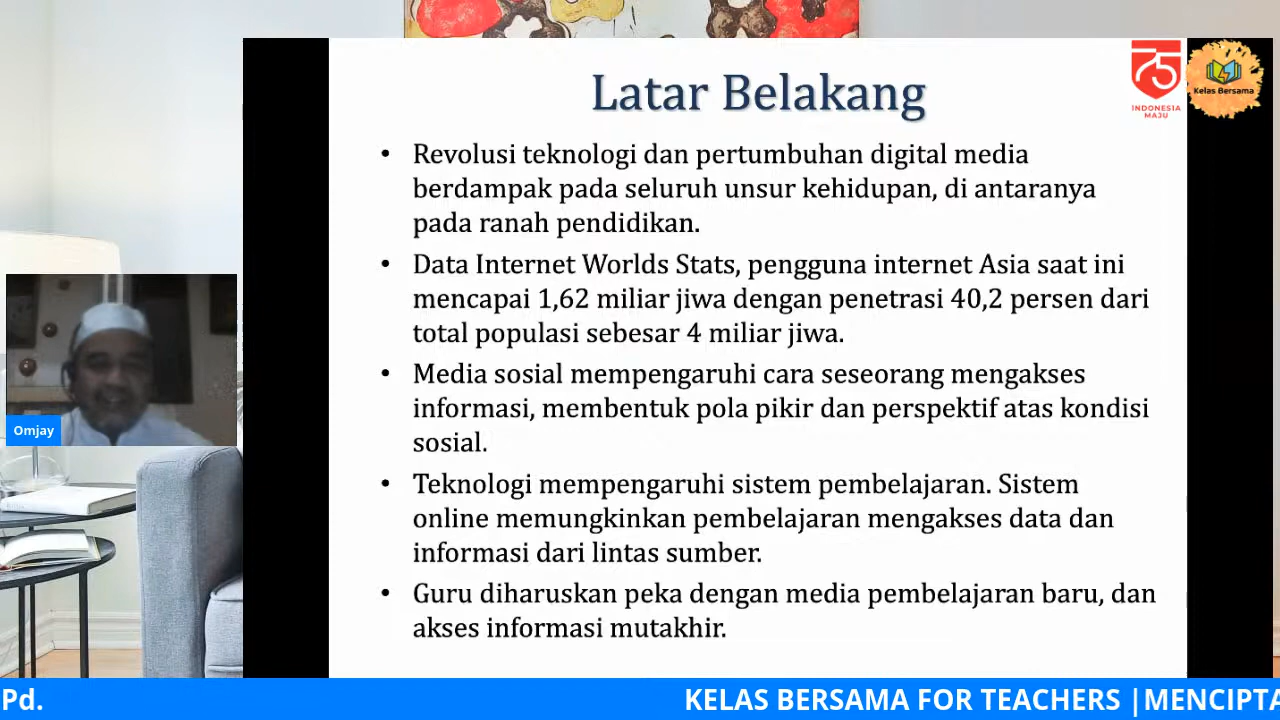 75
INDONESIA
MAJU
Kelas Bersama
Latar Belakang
• Revolusi teknologi dan pertumbuhan digital media
berdampak pada seluruh unsur kehidupan, di antaranya
pada ranah pendidikan.
• Data Internet Worlds Stats, pengguna internet Asia saat ini
mencapai 1,62 miliar jiwa dengan penetrasi 40,2 persen dari
total populasi sebesar 4 miliar jiwa.
• Media sosial mempengaruhi cara seseorang mengakses
informasi, membentuk pola pikir dan perspektif atas kondisi
sosial.
• Teknologi mempengaruhi sistem pembelajaran. Sistem
online memungkinkan pembelajaran mengakses data dan
informasi dari lintas sumber.
• Guru diharuskan peka dengan media pembelajaran baru, dan
akses informasi mutakhir.
Omjay
Pd.
KELAS BERSAMA FOR TEACHERS |MENCIPTA